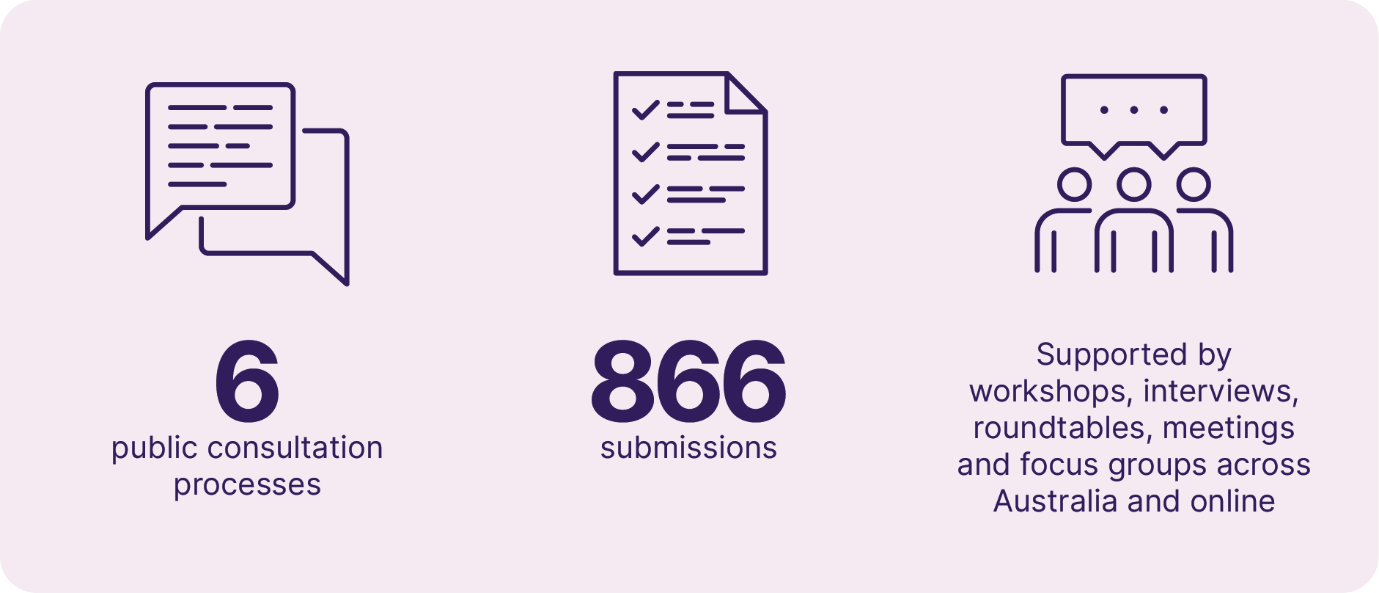 6
public consultation
processes
866
submissions
Supported by
workshops, interviews,
roundtables, meetings
and focus groups across
Australia and online